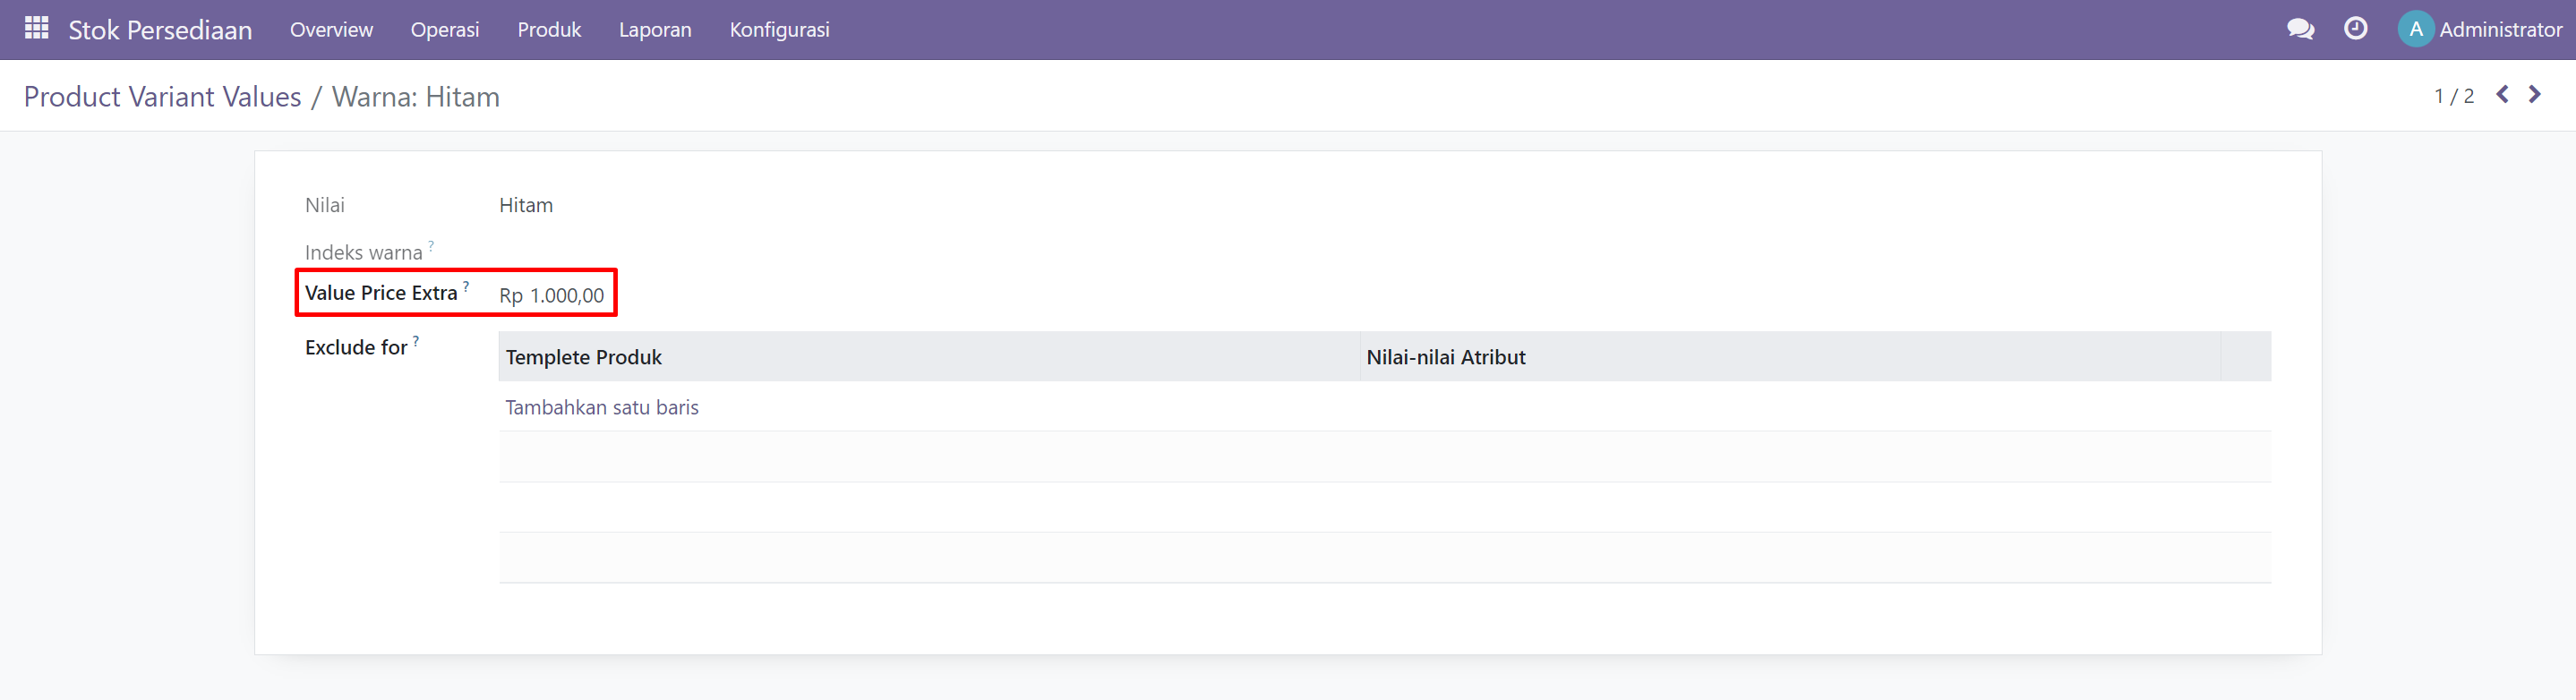 Stok Persediaan Overview Operasi Produk Laporan Konfigurasi A Administrator
Product Variant Values / Warna: Hitam 1 / 2
Nilai Hitam
Indeks warna ?
Value Price Extra ? Rp 1.000,00
Exclude for ? Templete Produk Nilai-nilai Atribut
Tambahkan satu baris